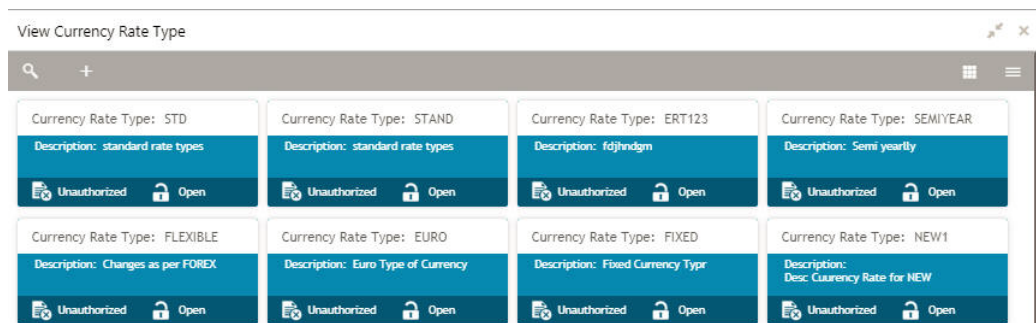 View Currency Rate Type
Currency Rate Type: STD
Description: standard rate types
Unauthorized Open
Currency Rate Type: STAND
Description: standard rate types
Unauthorized Open
Currency Rate Type: ERT123
Description: fdjhndgm
Unauthorized Open
Currency Rate Type: SEMIYEAR
Description: Semi yearlly
Unauthorized Open
Currency Rate Type: FLEXIBLE
Description: Changes as per FOREX
Unauthorized Open
Currency Rate Type: EURO
Description: Euro Type of Currency
Unauthorized Open
Currency Rate Type: FIXED
Description: Fixed Currency Typr
Unauthorized Open
Currency Rate Type: NEW1
Description:
Desc Cuurency Rate for NEW
Unauthorized Open